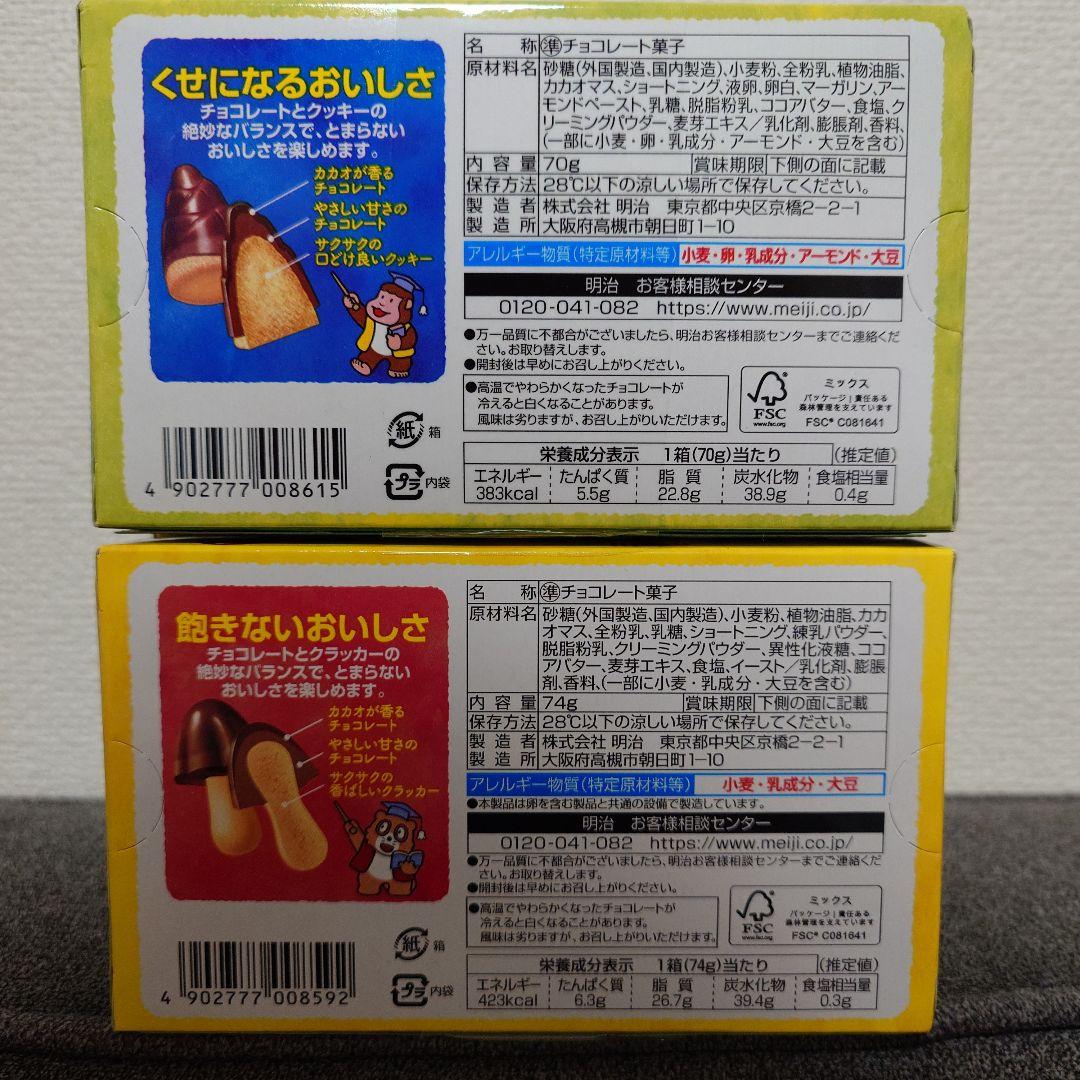 くせになるおいしさ
チョコレートとクッキーの
絶妙なバランスで、とまらない
おいしさを楽しめます。
カカオが香る
チョコレート
やさしい甘さの
チョコレート
サクサクの
口どけ良いクッキー
紙 箱
プラ 内袋
4 902777 008615
名 称 準チョコレート菓子
原材料名 砂糖(外国製造、国内製造)、小麦粉、全粉乳、植物油脂、
カカオマス、ショートニング、液卵、卵白、マーガリン、アー
モンドペースト、乳糖、脱脂粉乳、ココアバター、食塩、ク
リーミングパウダー、麦芽エキス/乳化剤、膨脹剤、香料、
(一部に小麦・卵・乳成分・アーモンド・大豆を含む)
内容量 70g 賞味期限 下側の面に記載
保存方法 28℃以下の涼しい場所で保存してください。
製造者 株式会社 明治 東京都中央区京橋2-2-1
製造所 大阪府高槻市朝日町1-10
アレルギー物質(特定原材料等) 小麦・卵・乳成分・アーモンド・大豆
明治 お客様相談センター
0120-041-082 https://www.meiji.co.jp/
●万一品質に不都合がございましたら、明治お客様相談センターまでご連絡くだ
さい。お取り替えします。
●開封後は早めにお召し上がりください。
●高温でやわらかくなったチョコレートが
冷えると白くなることがあります。
風味は劣りますが、お召し上がりいただけます。
FSC
www.fsc.org
ミックス
パッケージ|責任ある
森林管理を支えています
FSC® C081641
栄養成分表示 1箱(70g)当たり (推定値)
エネルギー たんぱく質 脂質 炭水化物 食塩相当量
383kcal 5.5g 22.8g 38.9g 0.4g
飽きないおいしさ
チョコレートとクラッカーの
絶妙なバランスで、とまらない
おいしさを楽しめます。
カカオが香る
チョコレート
やさしい甘さの
チョコレート
サクサクの
香ばしいクラッカー
紙 箱
プラ 内袋
4 902777 008592
名 称 準チョコレート菓子
原材料名 砂糖(外国製造、国内製造)、小麦粉、植物油脂、カカ
オマス、全粉乳、乳糖、ショートニング、練乳パウダー、
脱脂粉乳、クリーミングパウダー、異性化液糖、ココ
アバター、麦芽エキス、食塩、イースト/乳化剤、膨脹
剤、香料、(一部に小麦・乳成分・大豆を含む)
内容量 74g 賞味期限 下側の面に記載
保存方法 28℃以下の涼しい場所で保存してください。
製造者 株式会社 明治 東京都中央区京橋2-2-1
製造所 大阪府高槻市朝日町1-10
アレルギー物質(特定原材料等) 小麦・乳成分・大豆
●本製品は卵を含む製品と共通の設備で製造しています。
明治 お客様相談センター
0120-041-082 https://www.meiji.co.jp/
●万一品質に不都合がございましたら、明治お客様相談センターまでご連絡くだ
さい。お取り替えします。
●開封後は早めにお召し上がりください。
●高温でやわらかくなったチョコレートが
冷えると白くなることがあります。
風味は劣りますが、お召し上がりいただけます。
FSC
www.fsc.org
ミックス
パッケージ|責任ある
森林管理を支えています
FSC® C081641
栄養成分表示 1箱(74g)当たり (推定値)
エネルギー たんぱく質 脂質 炭水化物 食塩相当量
423kcal 6.3g 26.7g 39.4g 0.3g